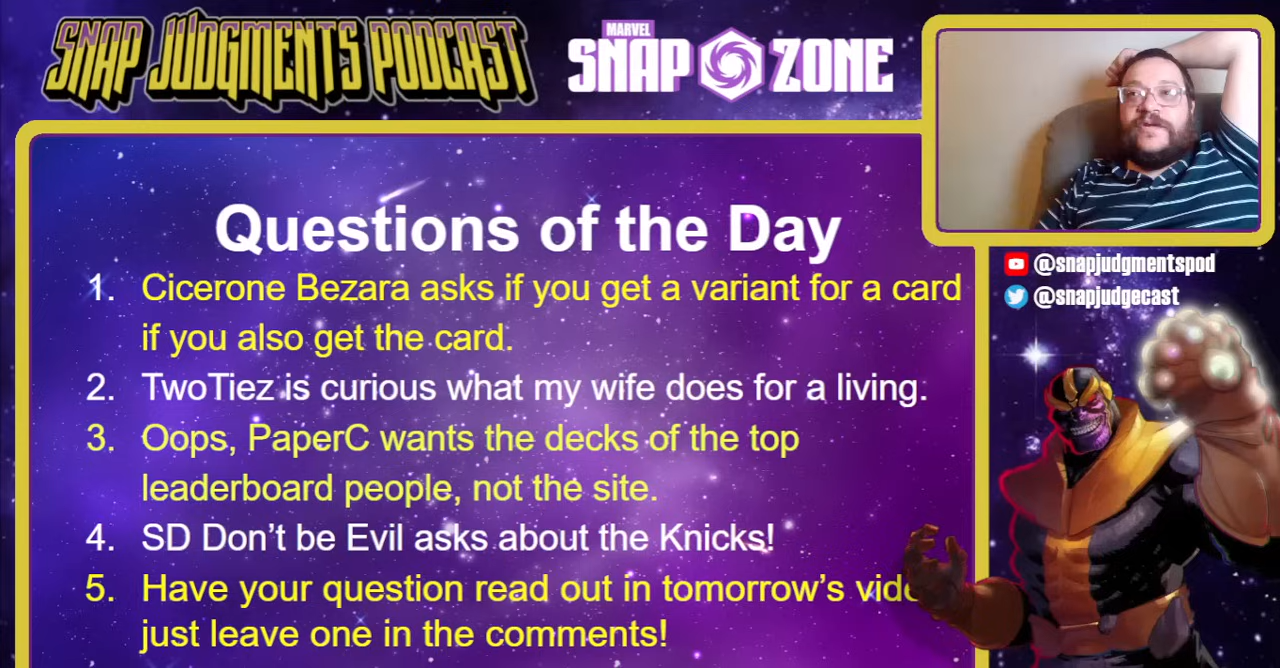 SNAP JUDGMENTS PODCAST
MARVEL
SNAP ZONE
Questions of the Day
1. Cicerone Bezara asks if you get a variant for a card
if you also get the card.
2. TwoTiez is curious what my wife does for a living.
3. Oops, PaperC wants the decks of the top
leaderboard people, not the site.
4. SD Don't be Evil asks about the Knicks!
5. Have your question read out in tomorrow's
just leave one in the comments!
@snapjudgmentspod
@snapjudgecast